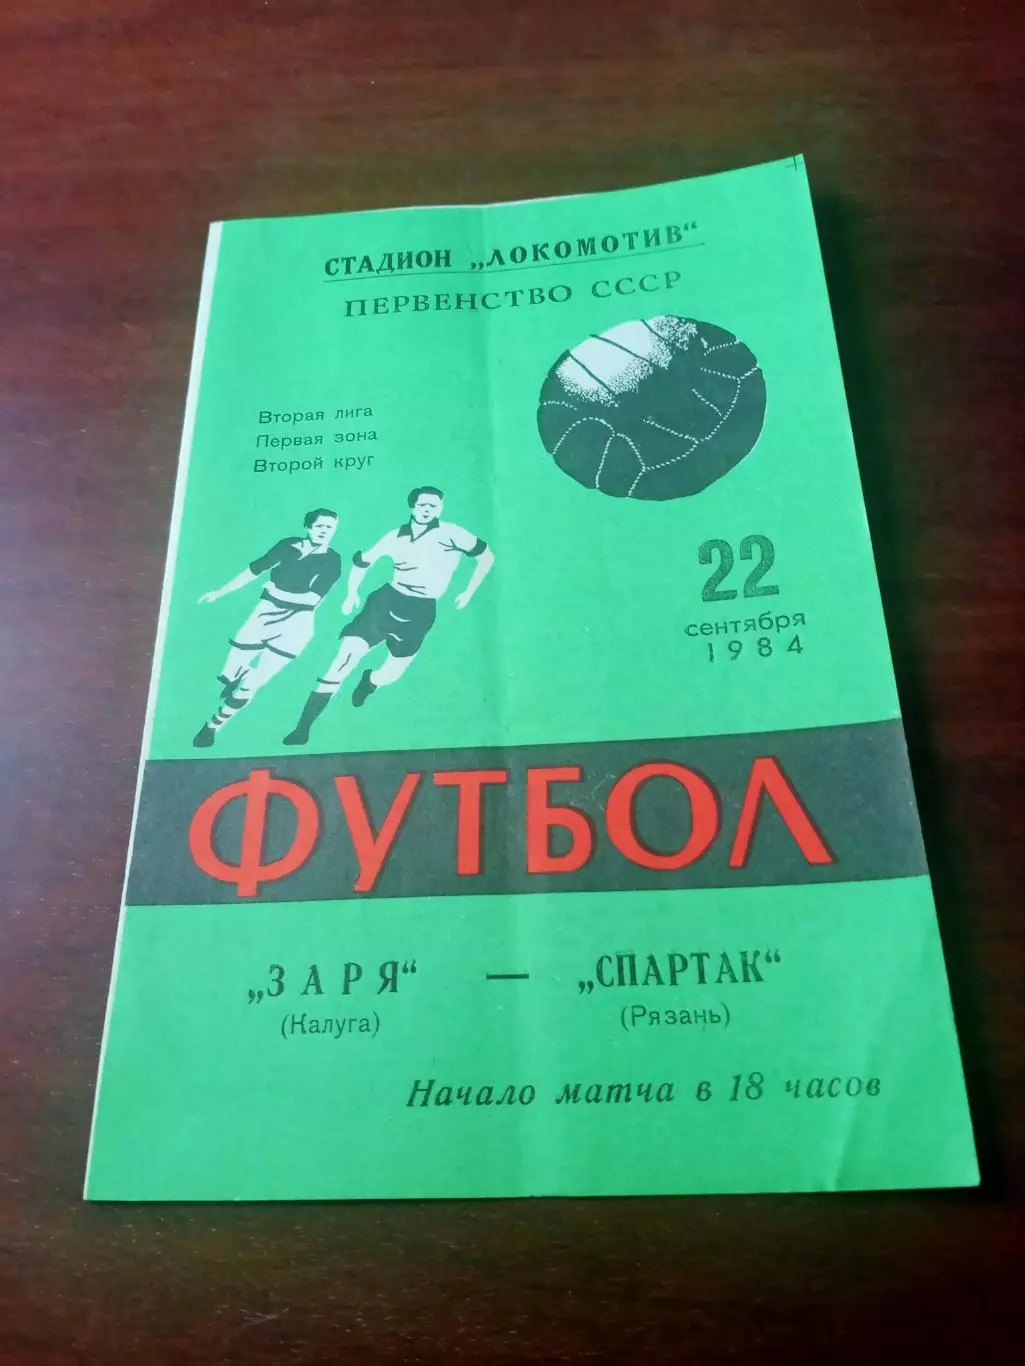 СТАДИОН „ЛОКОМОТИВ“
ПЕРВЕНСТВО СССР
Вторая лига
Первая зона
Второй круг
22
сентября
1984
ФУТБОЛ
„ЗАРЯ“ — „СПАРТАК“
(Калуга) (Рязань)
Начало матча в 18 часов